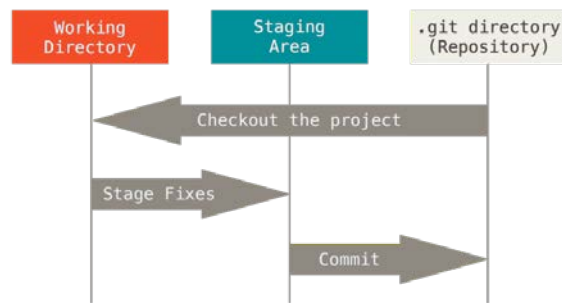 Working
Directory
Staging
Area
.git directory
(Repository)
Checkout the project
Stage Fixes
Commit